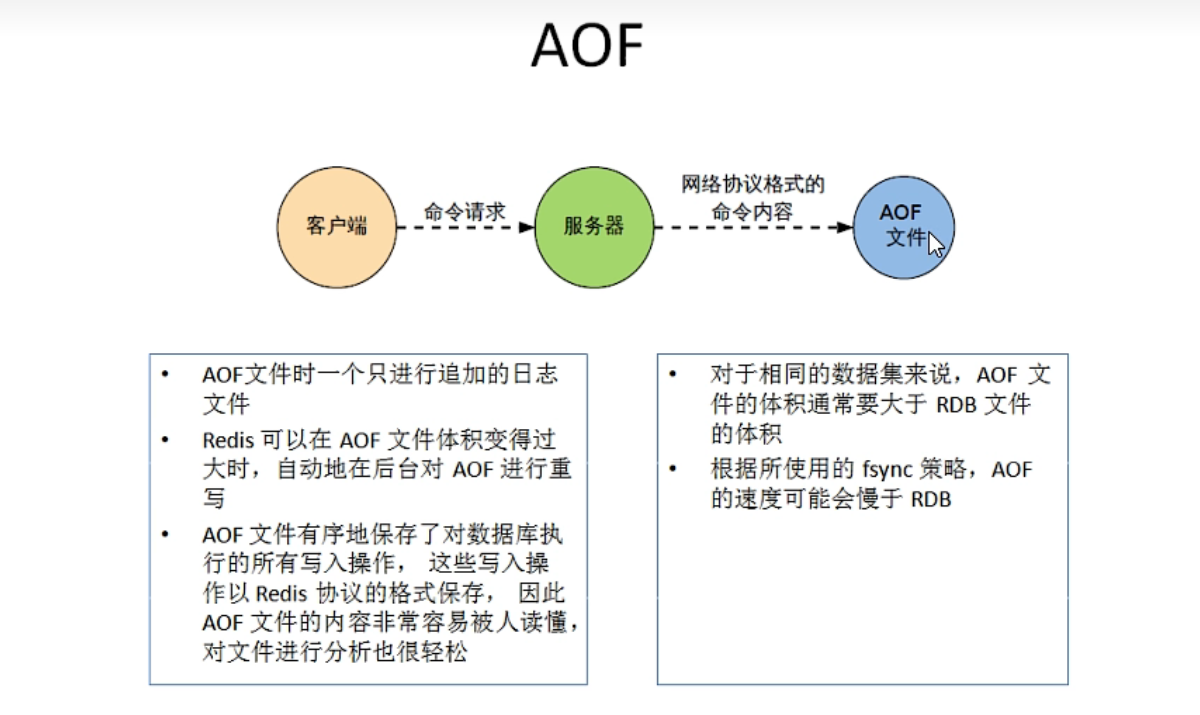 AOF
客户端
命令请求
服务器
网络协议格式的
命令内容
AOF
文件
• AOF文件时一个只进行追加的日志
文件
• Redis 可以在 AOF 文件体积变得过
大时，自动地在后台对 AOF 进行重
写
• AOF 文件有序地保存了对数据库执
行的所有写入操作， 这些写入操
作以 Redis 协议的格式保存， 因此
AOF 文件的内容非常容易被人读懂，
对文件进行分析也很轻松
• 对于相同的数据集来说，AOF 文
件的体积通常要大于 RDB 文件
的体积
• 根据所使用的 fsync 策略，AOF
的速度可能会慢于 RDB